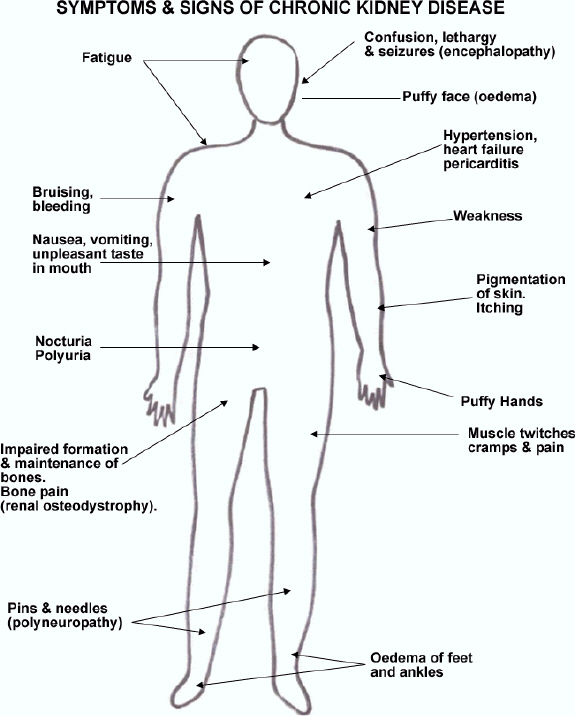 SYMPTOMS & SIGNS OF CHRONIC KIDNEY DISEASE
Fatigue
Confusion, lethargy
& seizures (encephalopathy)
Puffy face (oedema)
Hypertension,
heart failure
pericarditis
Bruising,
bleeding
Weakness
Nausea, vomiting,
unpleasant taste
in mouth
Pigmentation
of skin.
Itching
Nocturia
Polyuria
Puffy Hands
Muscle twitches
cramps & pain
Impaired formation
& maintenance of
bones.
Bone pain
(renal osteodystrophy).
Pins & needles
(polyneuropathy)
Oedema of feet
and ankles